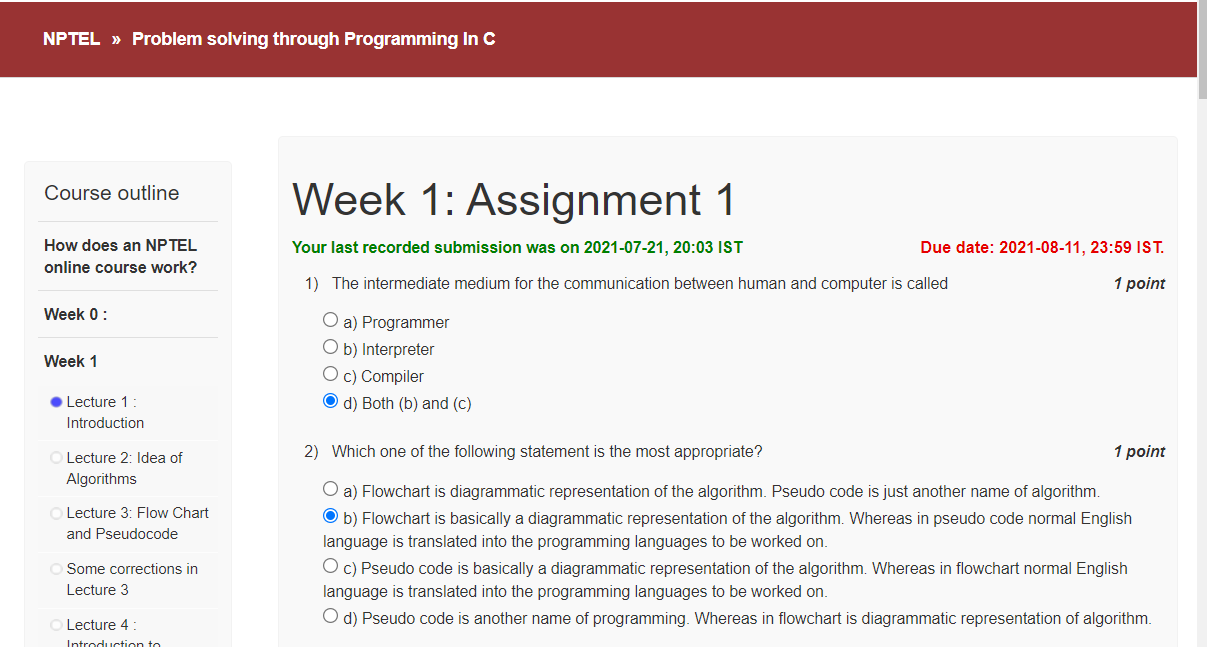 NPTEL » Problem solving through Programming In C
Course outline
How does an NPTEL
online course work?
Week 0 :
Week 1
Lecture 1 :
Introduction
Lecture 2: Idea of
Algorithms
Lecture 3: Flow Chart
and Pseudocode
Some corrections in
Lecture 3
Lecture 4 :
Introduction to
Week 1: Assignment 1
Your last recorded submission was on 2021-07-21, 20:03 IST Due date: 2021-08-11, 23:59 IST.
1) The intermediate medium for the communication between human and computer is called 1 point
a) Programmer
b) Interpreter
c) Compiler
d) Both (b) and (c)
2) Which one of the following statement is the most appropriate? 1 point
a) Flowchart is diagrammatic representation of the algorithm. Pseudo code is just another name of algorithm.
b) Flowchart is basically a diagrammatic representation of the algorithm. Whereas in pseudo code normal English
language is translated into the programming languages to be worked on.
c) Pseudo code is basically a diagrammatic representation of the algorithm. Whereas in flowchart normal English
language is translated into the programming languages to be worked on.
d) Pseudo code is another name of programming. Whereas in flowchart is diagrammatic representation of algorithm.